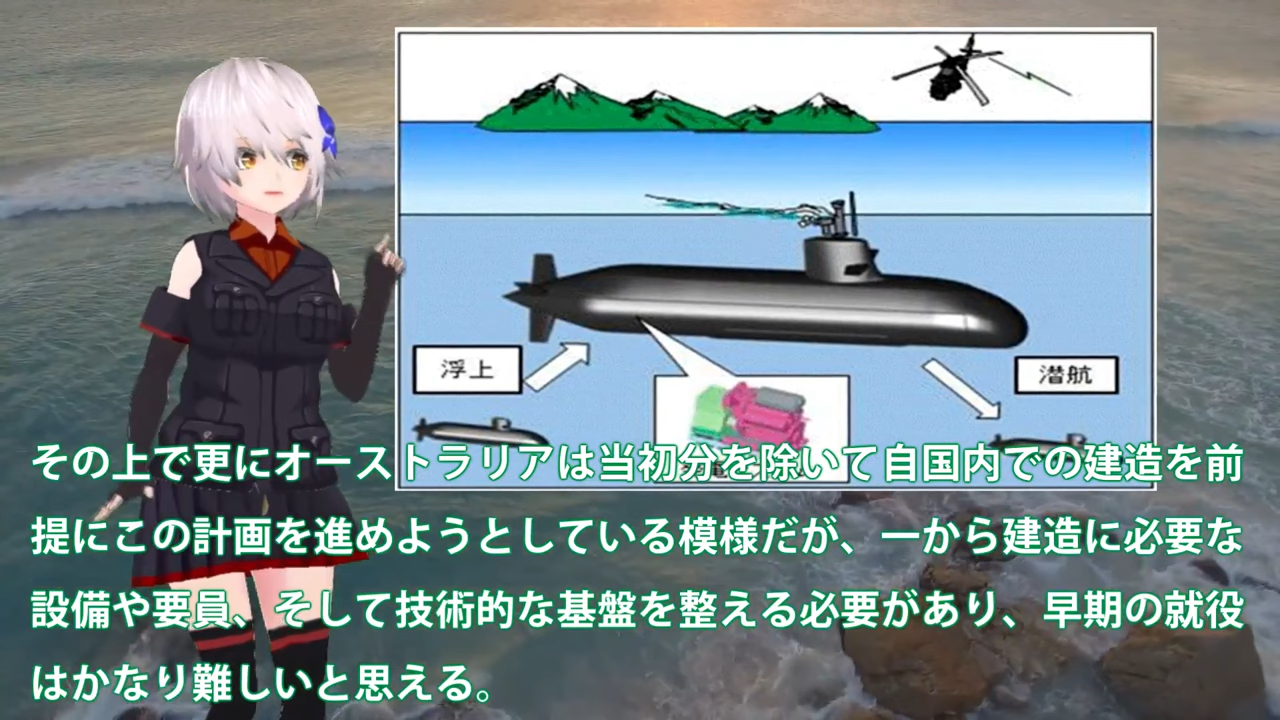 浮上
潜航
その上で更にオーストラリアは当初分を除いて自国内での建造を前
提にこの計画を進めようとしている模様だが、一から建造に必要な
設備や要員、そして技術的な基盤を整える必要があり、早期の就役
はかなり難しいと思える。